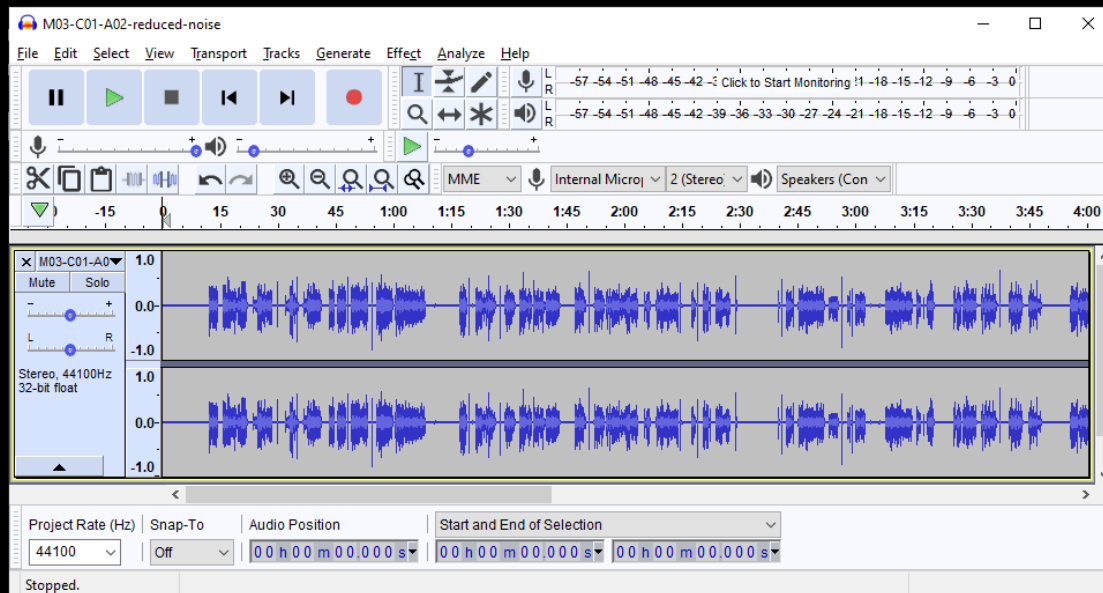 M03-C01-A02-reduced-noise
File Edit Select View Transport Tracks Generate Effect Analyze Help
L R -57 -54 -51 -48 -45 -42 -3 Click to Start Monitoring !1 -18 -15 -12 -9 -6 -3 0
L R -57 -54 -51 -48 -45 -42 -39 -36 -33 -30 -27 -24 -21 -18 -15 -12 -9 -6 -3 0
- + - + - +
MME Internal Microp 2 (Stereo) Speakers (Con
-15 0 15 30 45 1:00 1:15 1:30 1:45 2:00 2:15 2:30 2:45 3:00 3:15 3:30 3:45 4:00
M03-C01-A0 1.0
Mute Solo
- + 0.0
L R
-1.0
Stereo, 44100Hz 1.0
32-bit float
0.0
-1.0
Project Rate (Hz) Snap-To Audio Position Start and End of Selection
44100 Off 00 h 00 m 00.000 s 00 h 00 m 00.000 s 00 h 00 m 00.000 s
Stopped.